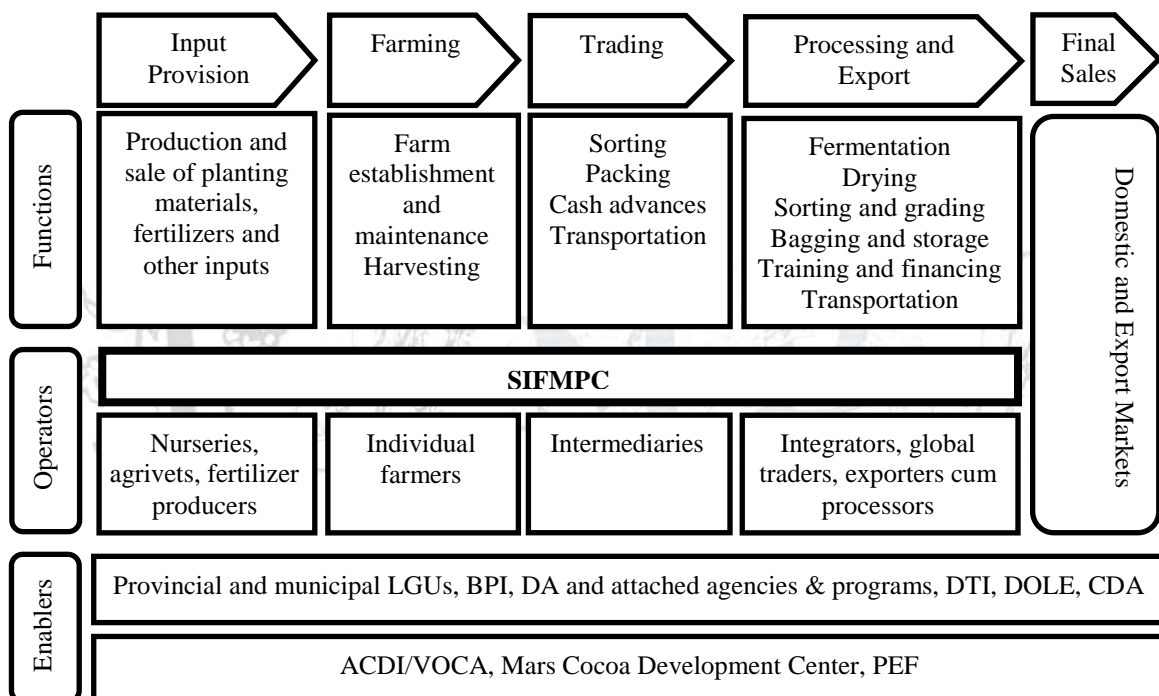 Input
Provision
Farming
Trading
Processing and
Export
Final
Sales
Functions
Production and
sale of planting
materials,
fertilizers and
other inputs
Farm
establishment
and
maintenance
Harvesting
Sorting
Packing
Cash advances
Transportation
Fermentation
Drying
Sorting and grading
Bagging and storage
Training and financing
Transportation
Domestic and Export Markets
Operators
SIFMPC
Nurseries,
agrivets, fertilizer
producers
Individual
farmers
Intermediaries
Integrators, global
traders, exporters cum
processors
Enablers
Provincial and municipal LGUs, BPI, DA and attached agencies & programs, DTI, DOLE, CDA
ACDI/VOCA, Mars Cocoa Development Center, PEF